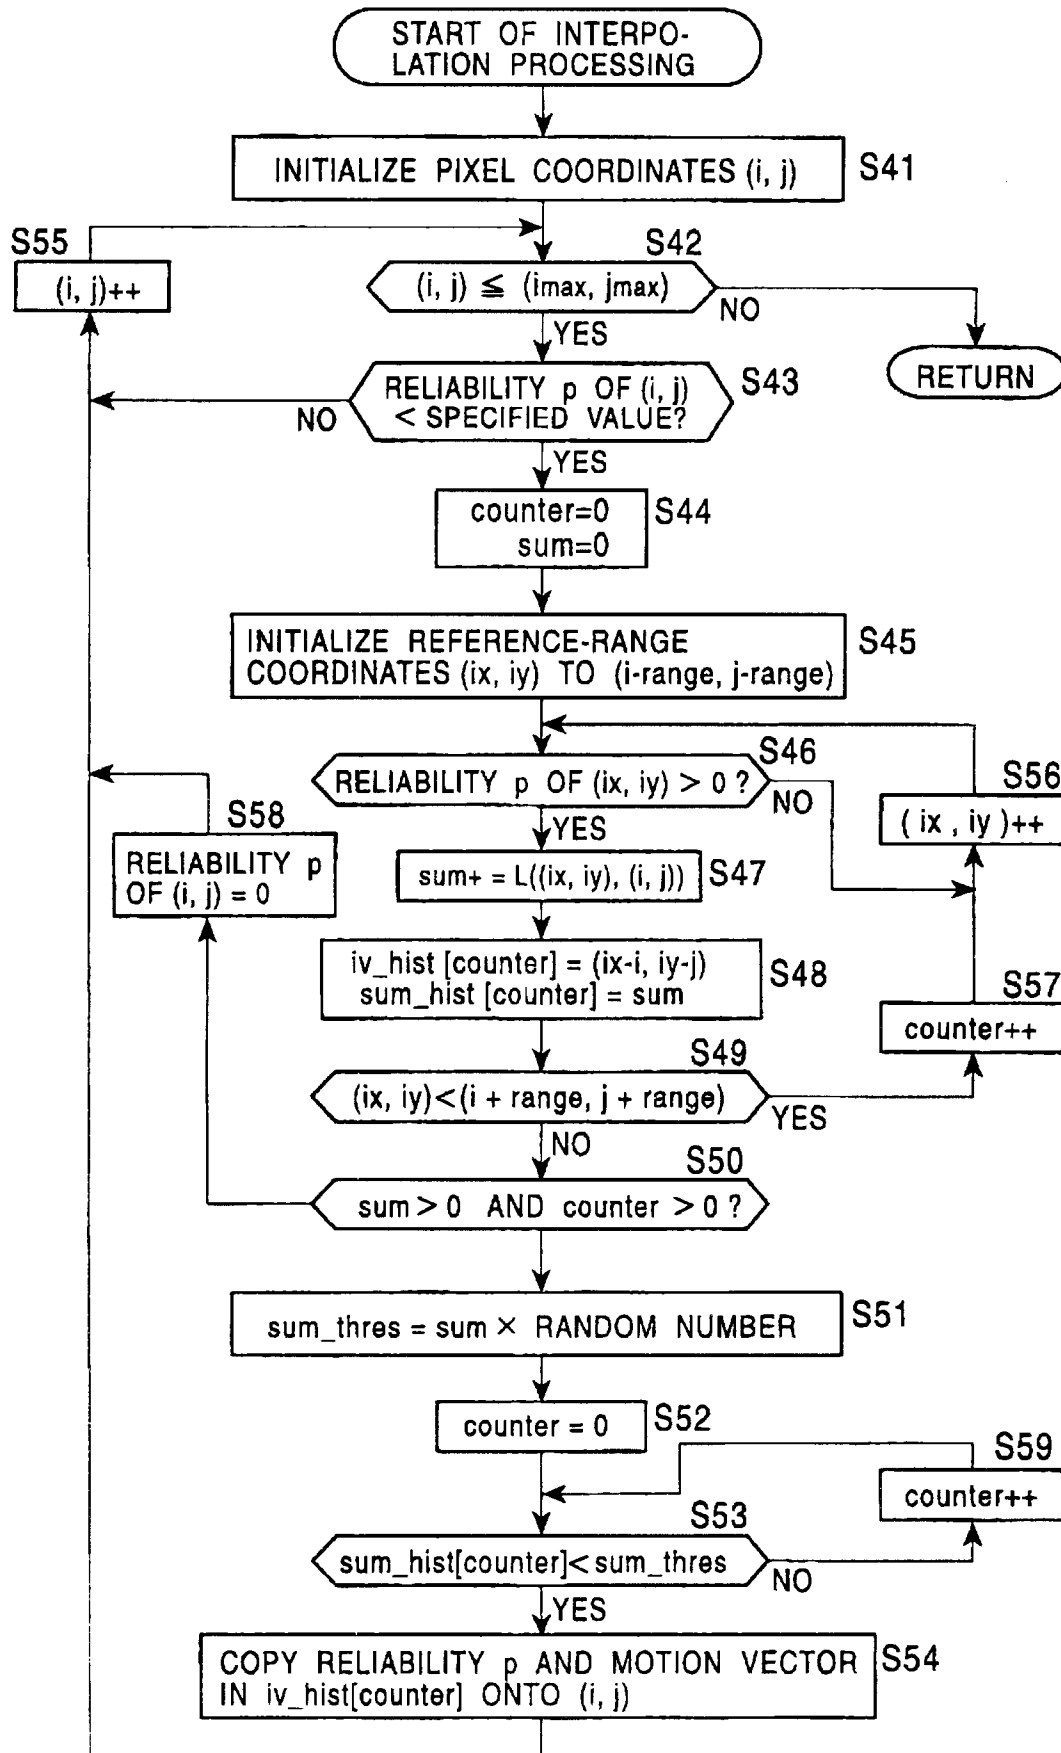 START OF INTERPO-
LATION PROCESSING
INITIALIZE PIXEL COORDINATES (i, j)
S41
S55
(i, j)++
S42
(i, j) ≦ (imax, jmax)
NO
YES
RETURN
RELIABILITY p OF (i, j)
< SPECIFIED VALUE?
S43
NO
YES
counter=0
sum=0
S44
INITIALIZE REFERENCE-RANGE
COORDINATES (ix, iy) TO (i-range, j-range)
S45
S46
RELIABILITY p OF (ix, iy) > 0 ?
NO
YES
S56
( ix , iy )++
S58
RELIABILITY p
OF (i, j) = 0
sum+ = L((ix, iy), (i, j))
S47
iv_hist [counter] = (ix-i, iy-j)
sum_hist [counter] = sum
S48
S57
counter++
S49
(ix, iy)<(i + range, j + range)
YES
NO
S50
sum > 0 AND counter > 0 ?
sum_thres = sum × RANDOM NUMBER
S51
counter = 0
S52
S59
counter++
S53
sum_hist[counter]< sum_thres
NO
YES
COPY RELIABILITY p AND MOTION VECTOR
IN iv_hist[counter] ONTO (i, j)
S54